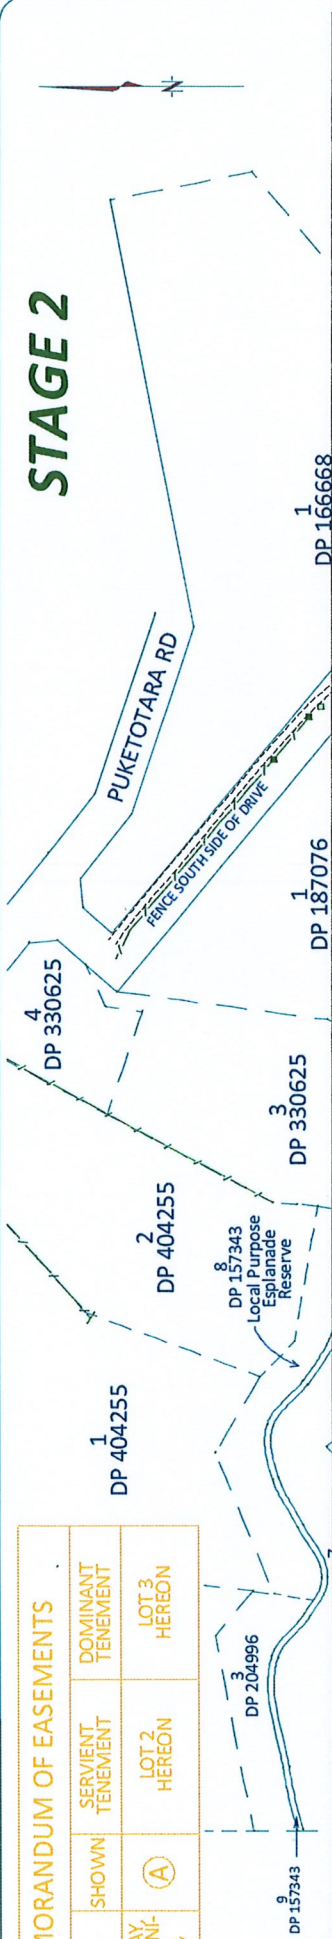 STAGE 2
N
PUKETOTARA RD
FENCE SOUTH SIDE OF DRIVE
1
DP 166668
1
DP 187076
4
DP 330625
3
DP 330625
2
DP 404255
8
DP 157343
Local Purpose
Esplanade
Reserve
1
DP 404255
3
DP 204996
9
DP 157343
MORANDUM OF EASEMENTS
SHOWN
SERVIENT
TENEMENT
DOMINANT
TENEMENT
A
LOT 2
HEREON
LOT 3
HEREON